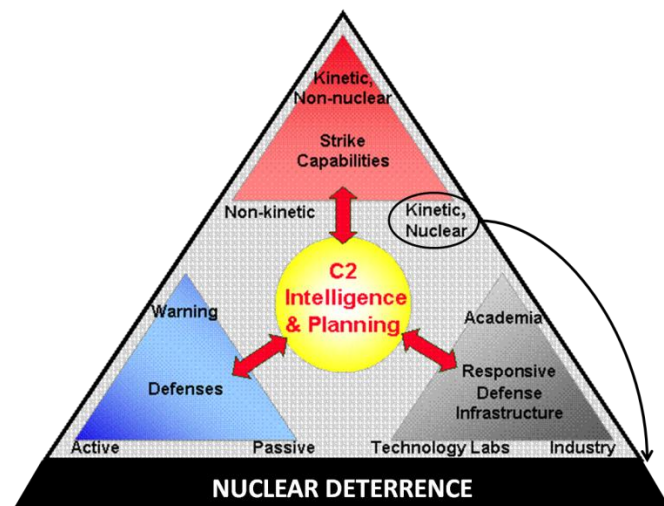 Kinetic,
Non-nuclear
Strike
Capabilities
Non-kinetic
Kinetic,
Nuclear
C2
Intelligence
& Planning
Warning
Defenses
Active
Passive
Academia
Responsive
Defense
Infrastructure
Technology Labs
Industry
NUCLEAR DETERRENCE